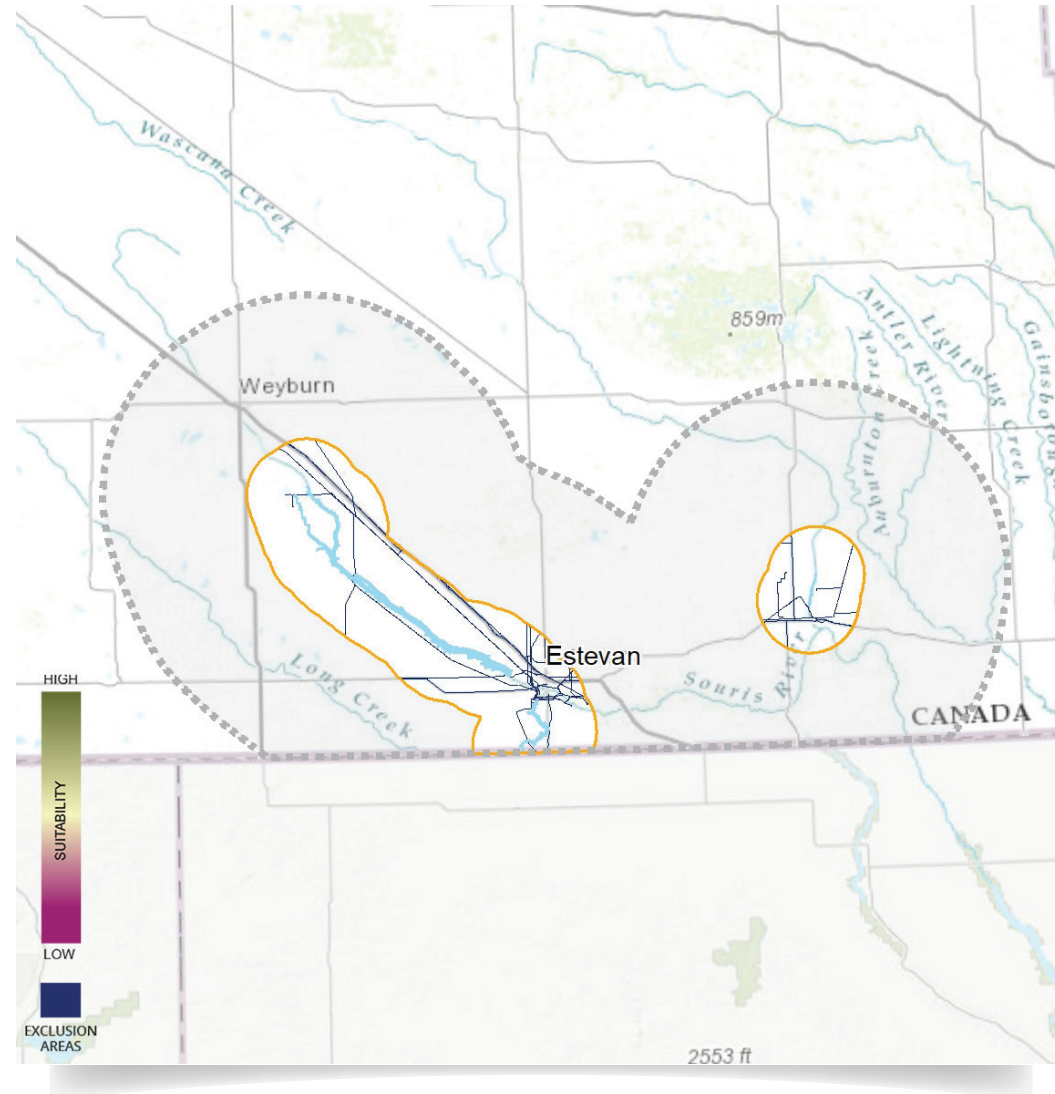 Wascana Creek
859m
Antler River
Lightning Creek
Gainsborough
Auburnton Creek
Weyburn
Estevan
Long Creek
Souris River
CANADA
HIGH
SUITABILITY
LOW
EXCLUSION
AREAS
2553 ft